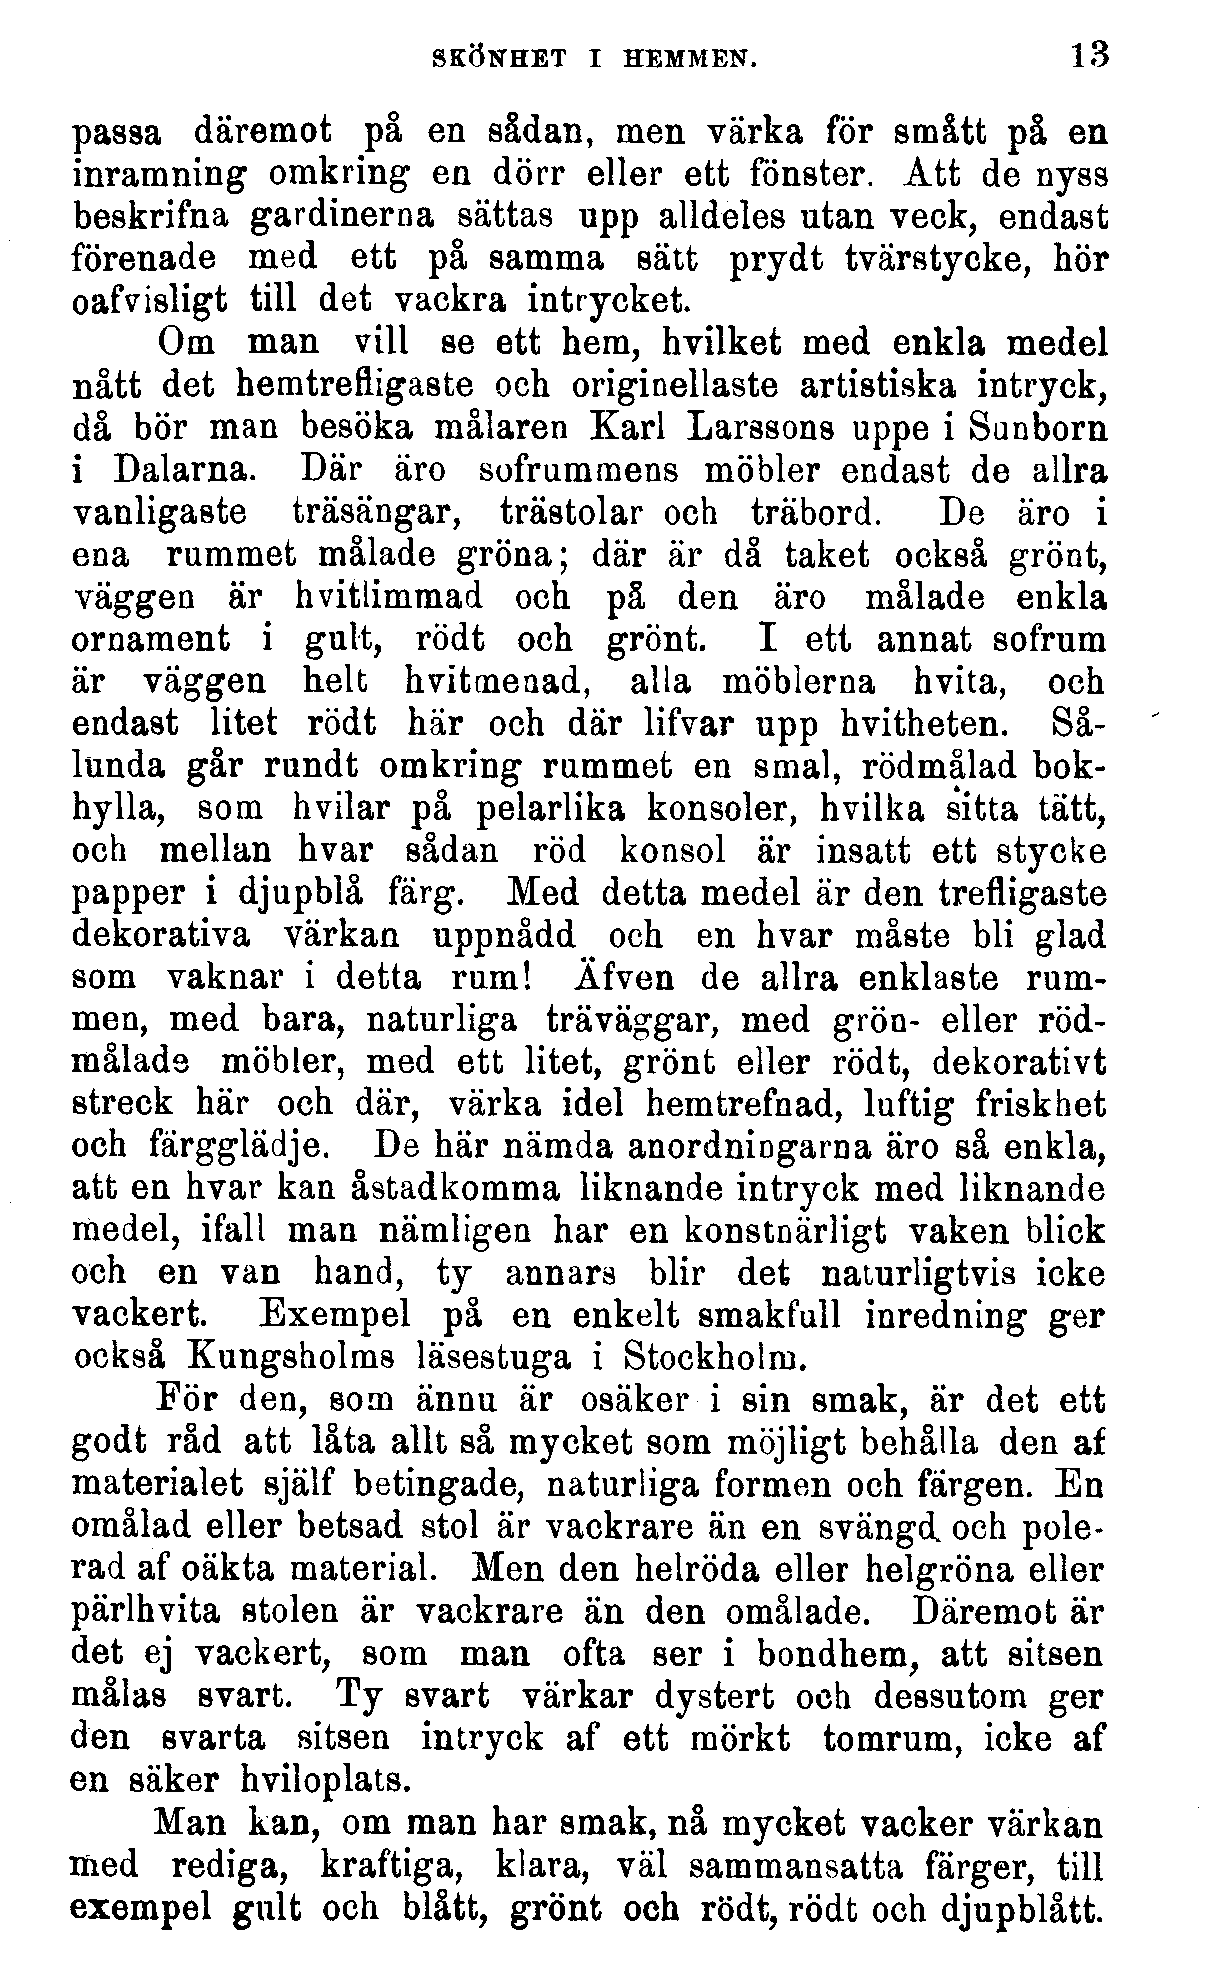 SKÖNHET I HEMMEN. 13
passa däremot på en sådan, men värka för smått på en
inramning omkring en dörr eller ett fönster. Att de nyss
beskrifna gardinerna sättas upp alldeles utan veck, endast
förenade med ett på samma sätt prydt tvärstycke, hör
oafvisligt till det vackra intrycket.
Om man vill se ett hem, hvilket med enkla medel
nått det hemtrefligaste och originellaste artistiska intryck,
då bör man besöka målaren Karl Larssons uppe i Sunborn
i Dalarna. Där äro sofrummens möbler endast de allra
vanligaste träsängar, trästolar och träbord. De äro i
ena rummet målade gröna; där är då taket också grönt,
väggen är hvitlimmad och på den äro målade enkla
ornament i gult, rödt och grönt. I ett annat sofrum
är väggen helt hvitmenad, alla möblerna hvita, och
endast litet rödt här och där lifvar upp hvitheten. Så-
lunda går rundt omkring rummet en smal, rödmålad bok-
hylla, som hvilar på pelarlika konsoler, hvilka sitta tätt,
och mellan hvar sådan röd konsol är insatt ett stycke
papper i djupblå färg. Med detta medel är den trefligaste
dekorativa värkan uppnådd och en hvar måste bli glad
som vaknar i detta rum! Äfven de allra enklaste rum-
men, med bara, naturliga träväggar, med grön- eller röd-
målade möbler, med ett litet, grönt eller rödt, dekorativt
streck här och där, värka idel hemtrefnad, luftig friskhet
och färgglädje. De här nämda anordningarna äro så enkla,
att en hvar kan åstadkomma liknande intryck med liknande
medel, ifall man nämligen har en konstnärligt vaken blick
och en van hand, ty annars blir det naturligtvis icke
vackert. Exempel på en enkelt smakfull inredning ger
också Kungsholms läsestuga i Stockholm.
För den, som ännu är osäker i sin smak, är det ett
godt råd att låta allt så mycket som möjligt behålla den af
materialet själf betingade, naturliga formen och färgen. En
omålad eller betsad stol är vackrare än en svängd och pole-
rad af oäkta material. Men den helröda eller helgröna eller
pärlhvita stolen är vackrare än den omålade. Däremot är
det ej vackert, som man ofta ser i bondhem, att sitsen
målas svart. Ty svart värkar dystert och dessutom ger
den svarta sitsen intryck af ett mörkt tomrum, icke af
en säker hviloplats.
Man kan, om man har smak, nå mycket vacker värkan
med rediga, kraftiga, klara, väl sammansatta färger, till
exempel gult och blått, grönt och rödt, rödt och djupblått.